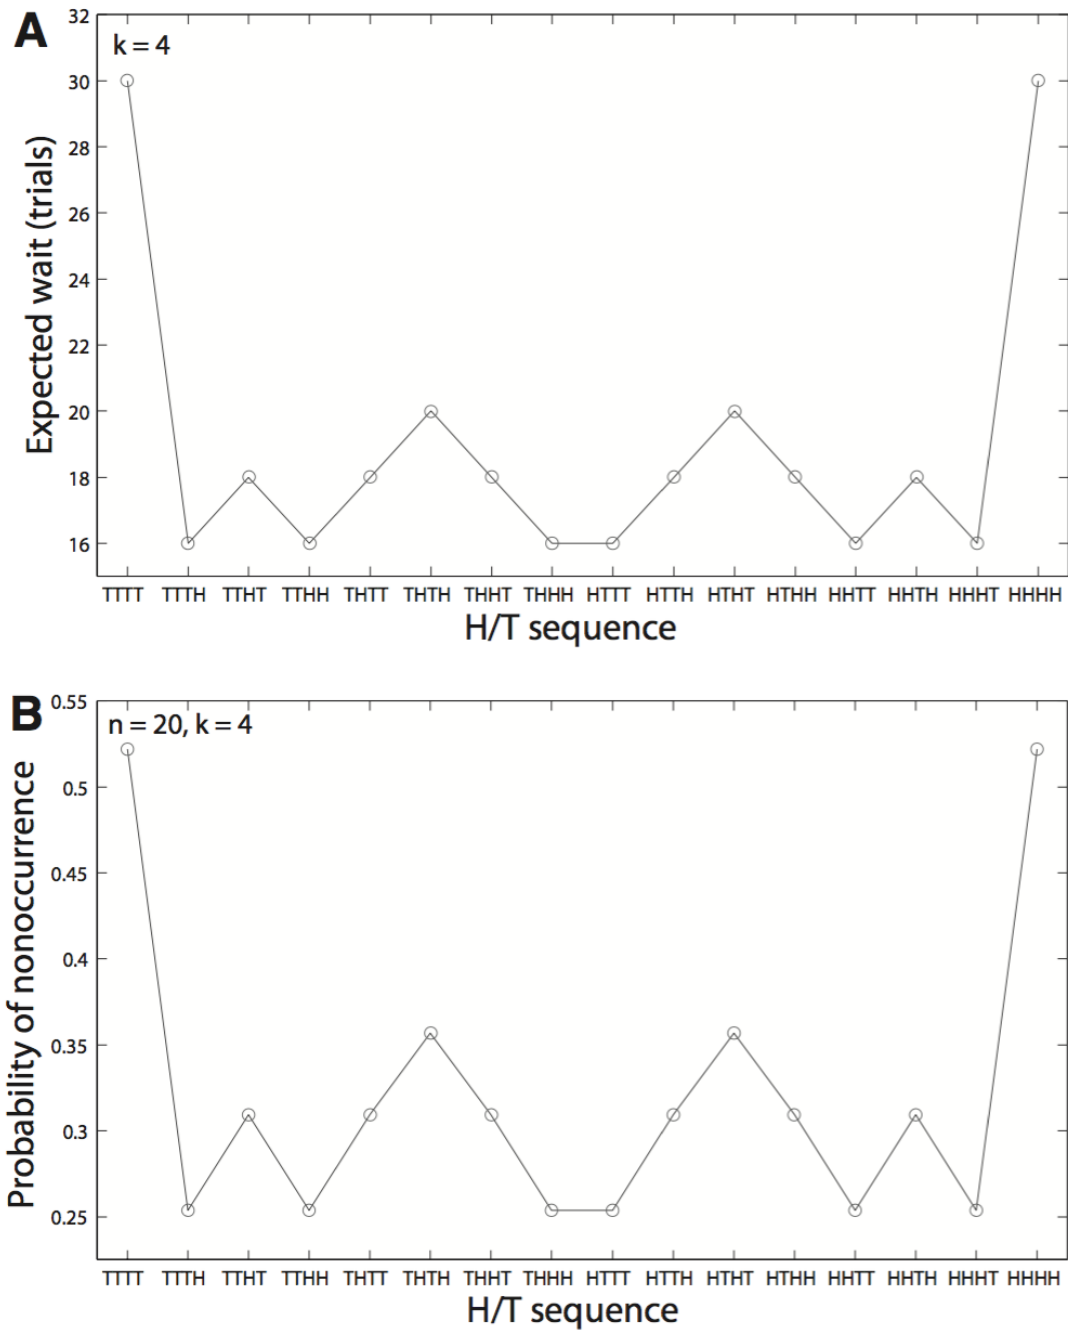 A
k = 4
Expected wait (trials)
32
30
28
26
24
22
20
18
16
TTTT TTTH TTHT TTHH THTT THTH THHT THHH HTTT HTTH HTHT HTHH HHTT HHTH HHHT HHHH
H/T sequence
B
n = 20, k = 4
Probability of nonoccurrence
0.55
0.5
0.45
0.4
0.35
0.3
0.25
TTTT TTTH TTHT TTHH THTT THTH THHT THHH HTTT HTTH HTHT HTHH HHTT HHTH HHHT HHHH
H/T sequence